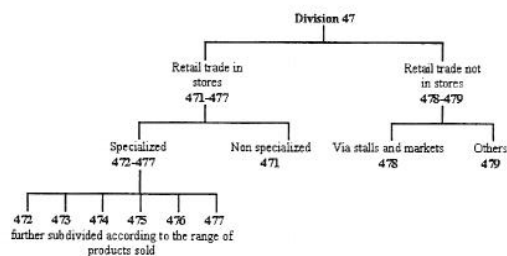 Division 47
Retail trade in
stores
471-477
Retail trade not
in stores
478-479
Specialized
472-477
Non specialized
471
Via stalls and markets
478
Others
479
472 473 474 475 476 477
further subdivided according to the range of
products sold